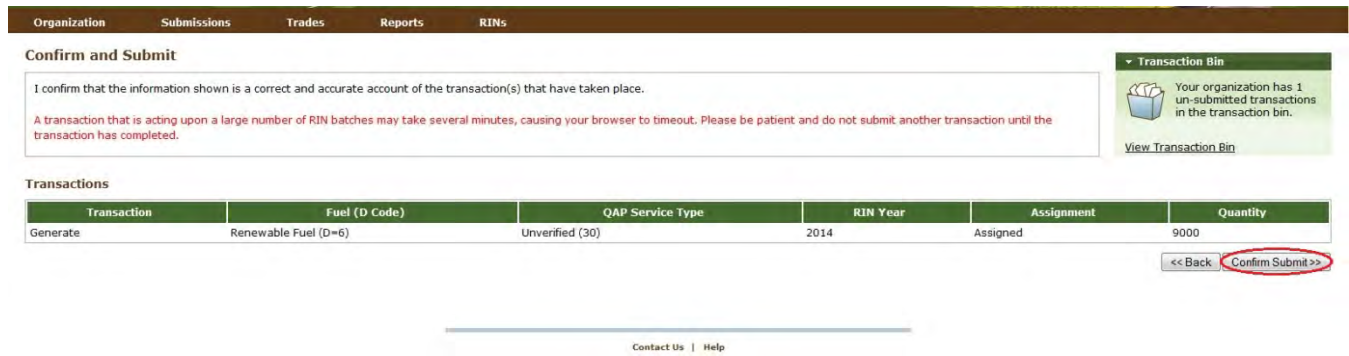 Organization Submissions Trades Reports RINs
Confirm and Submit
I confirm that the information shown is a correct and accurate account of the transaction(s) that have taken place.
A transaction that is acting upon a large number of RIN batches may take several minutes, causing your browser to timeout. Please be patient and do not submit another transaction until the
transaction has completed.
Transaction Bin
Your organization has 1
un-submitted transactions
in the transaction bin.
View Transaction Bin
Transactions
Transaction Fuel (D Code) QAP Service Type RIN Year Assignment Quantity
Generate Renewable Fuel (D=6) Unverified (30) 2014 Assigned 9000
<< Back Confirm Submit >>
Contact Us | Help